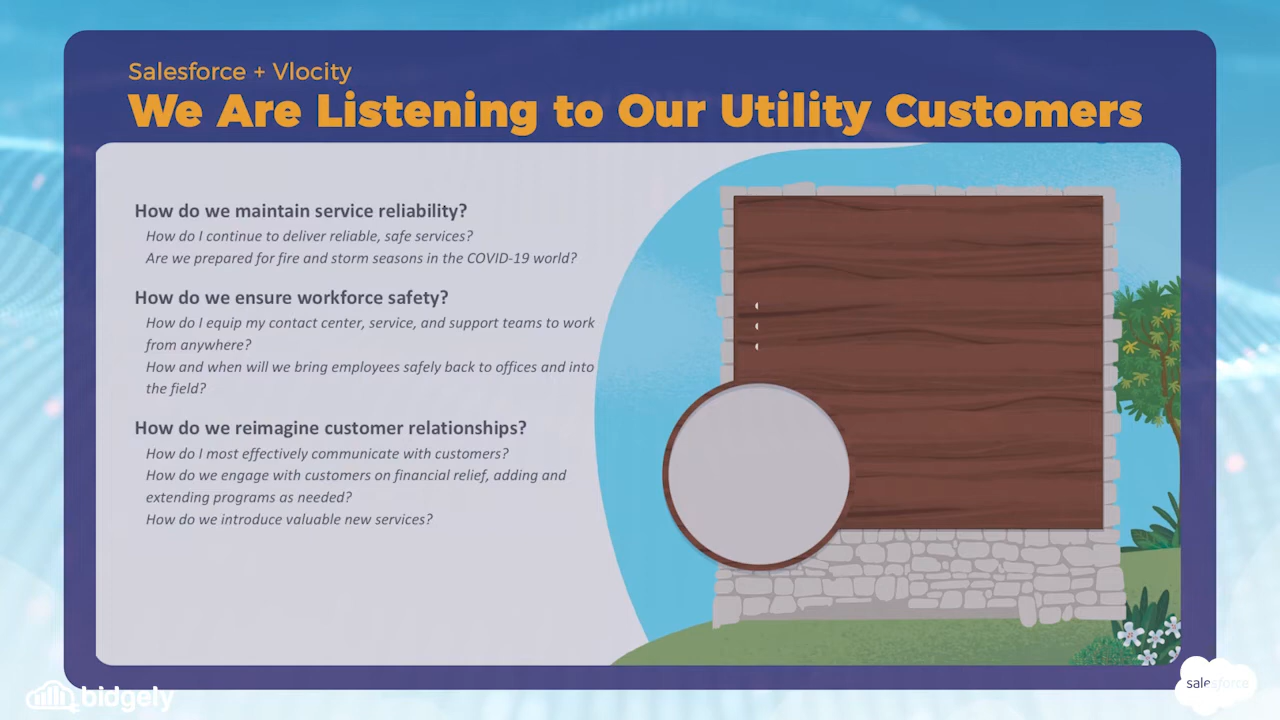 Salesforce + Vlocity
We Are Listening to Our Utility Customers
How do we maintain service reliability?
How do I continue to deliver reliable, safe services?
Are we prepared for fire and storm seasons in the COVID-19 world?
How do we ensure workforce safety?
How do I equip my contact center, service, and support teams to work
from anywhere?
How and when will we bring employees safely back to offices and into
the field?
How do we reimagine customer relationships?
How do I most effectively communicate with customers?
How do we engage with customers on financial relief, adding and
extending programs as needed?
How do we introduce valuable new services?
bidgely
salesforce